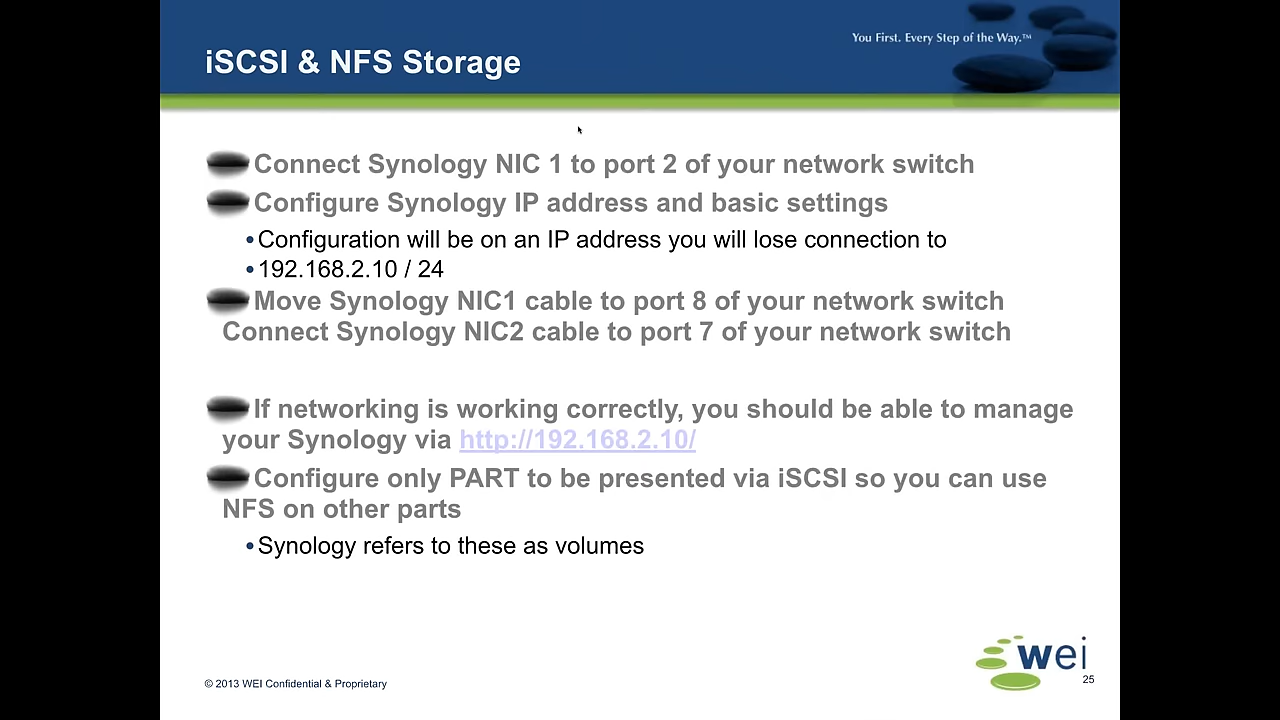 You First. Every Step of the Way.™
iSCSI & NFS Storage
Connect Synology NIC 1 to port 2 of your network switch
Configure Synology IP address and basic settings
•Configuration will be on an IP address you will lose connection to
•192.168.2.10 / 24
Move Synology NIC1 cable to port 8 of your network switch
Connect Synology NIC2 cable to port 7 of your network switch
If networking is working correctly, you should be able to manage
your Synology via http://192.168.2.10/
Configure only PART to be presented via iSCSI so you can use
NFS on other parts
•Synology refers to these as volumes
wei
© 2013 WEI Confidential & Proprietary
25